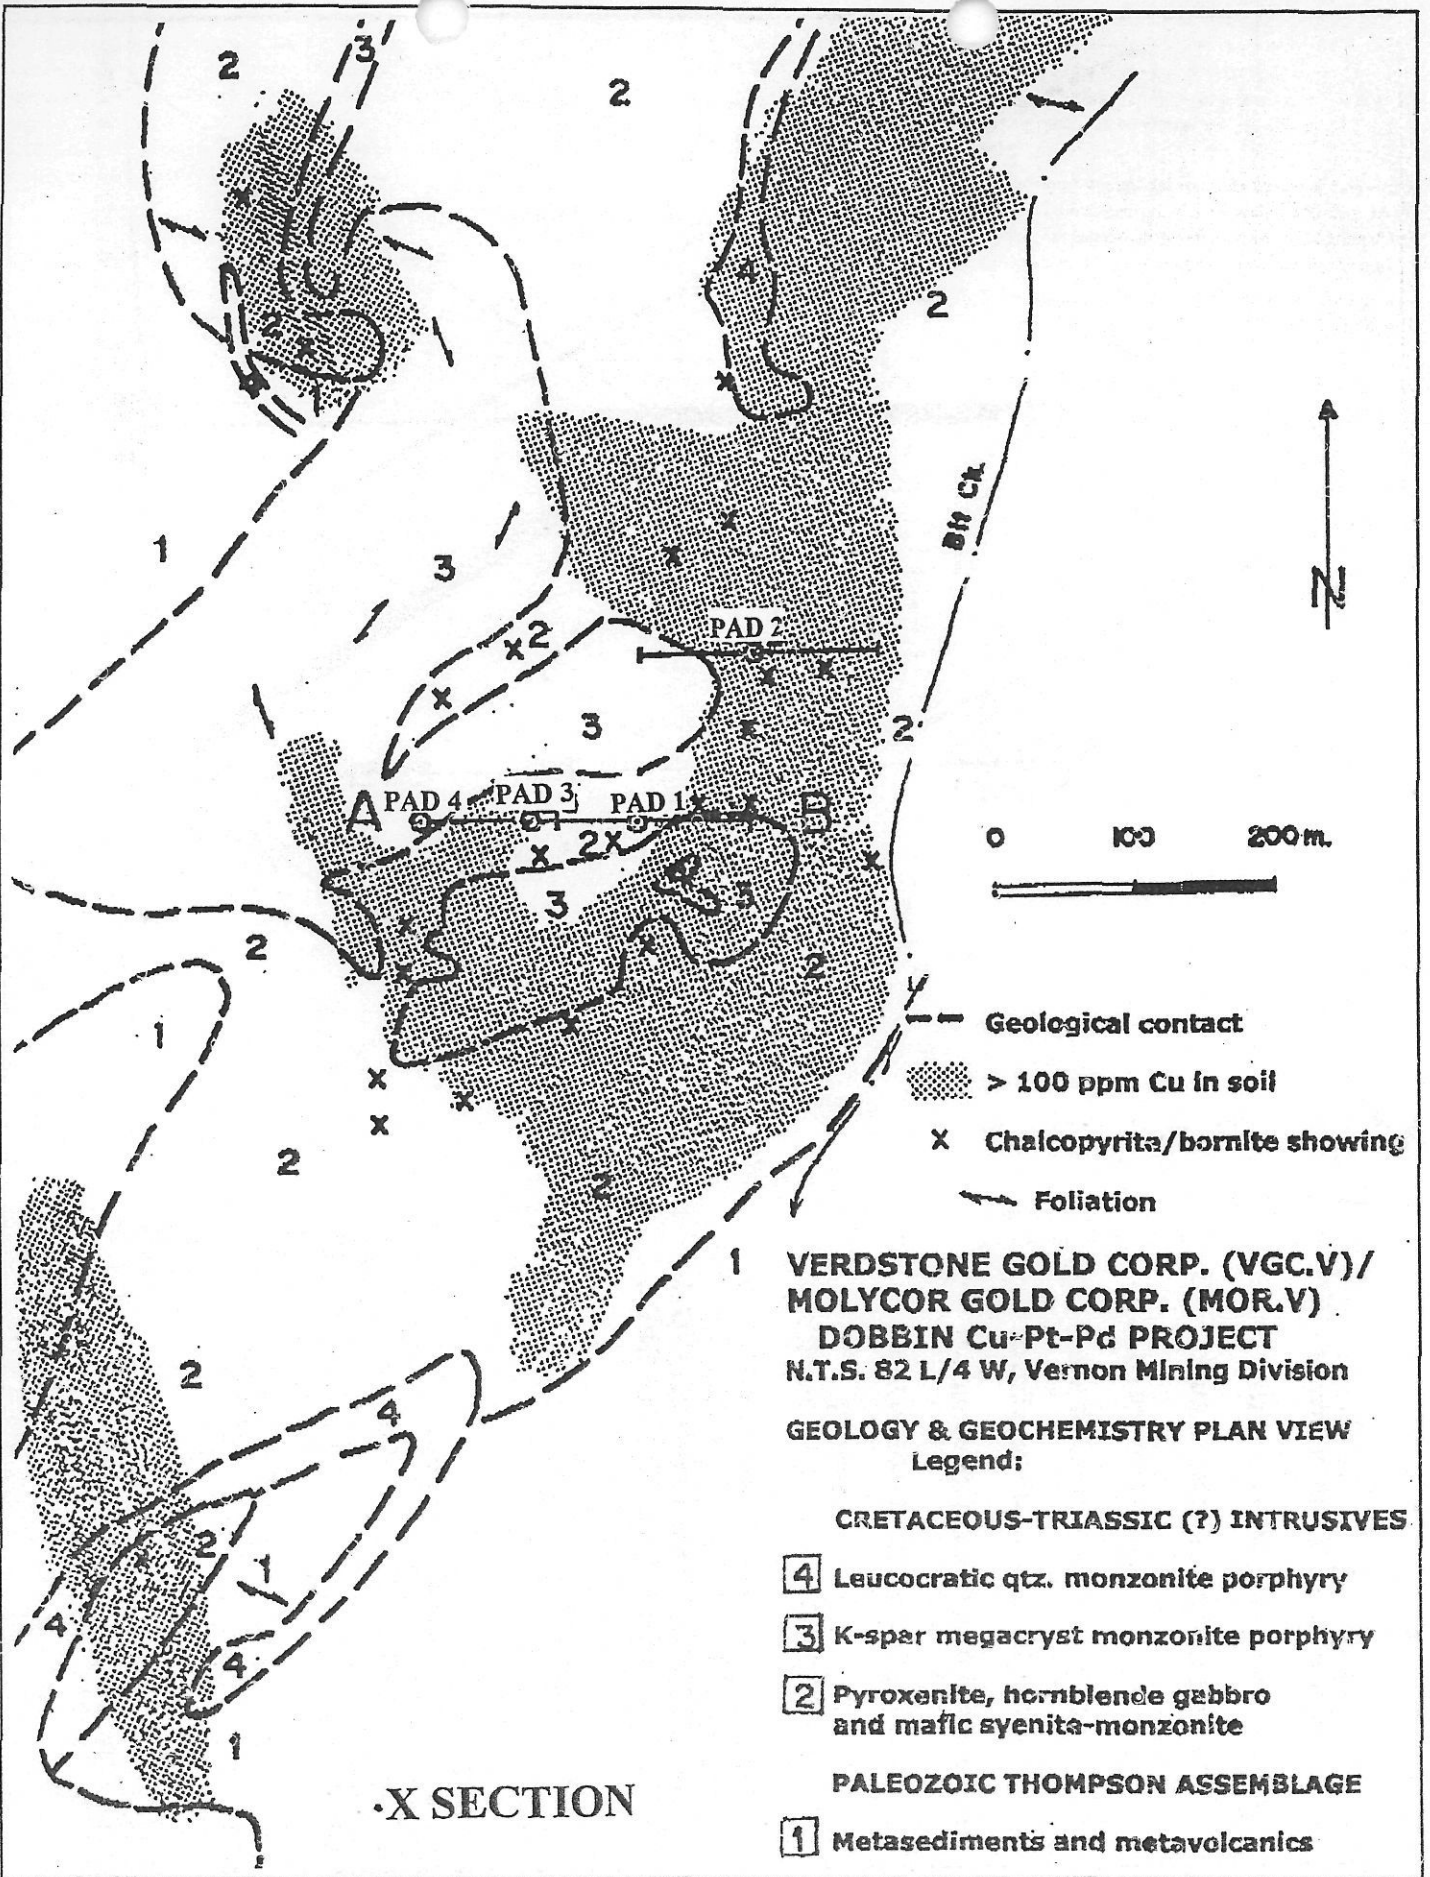 2
3
2
4
2
2
1
3
Bit Ck.
N
2
PAD 2
3
2
A
PAD 4
PAD 3
PAD 1
B
2
3
3
2
2
1
0 100 200 m.
Geological contact
> 100 ppm Cu in soil
x Chalcopyrite/bornite showing
Foliation
2
2
1
VERDSTONE GOLD CORP. (VGC.V)/
MOLYCOR GOLD CORP. (MOR.V)
DOBBIN Cu-Pt-Pd PROJECT
N.T.S. 82 L/4 W, Vernon Mining Division
2
4
GEOLOGY & GEOCHEMISTRY PLAN VIEW
Legend:
CRETACEOUS-TRIASSIC (?) INTRUSIVES
2
1
4 Leucocratic qtz. monzonite porphyry
4
3 K-spar megacryst monzonite porphyry
4
2 Pyroxenite, hornblende gabbro
and mafic syenite-monzonite
1
PALEOZOIC THOMPSON ASSEMBLAGE
X SECTION
1 Metasediments and metavolcanics